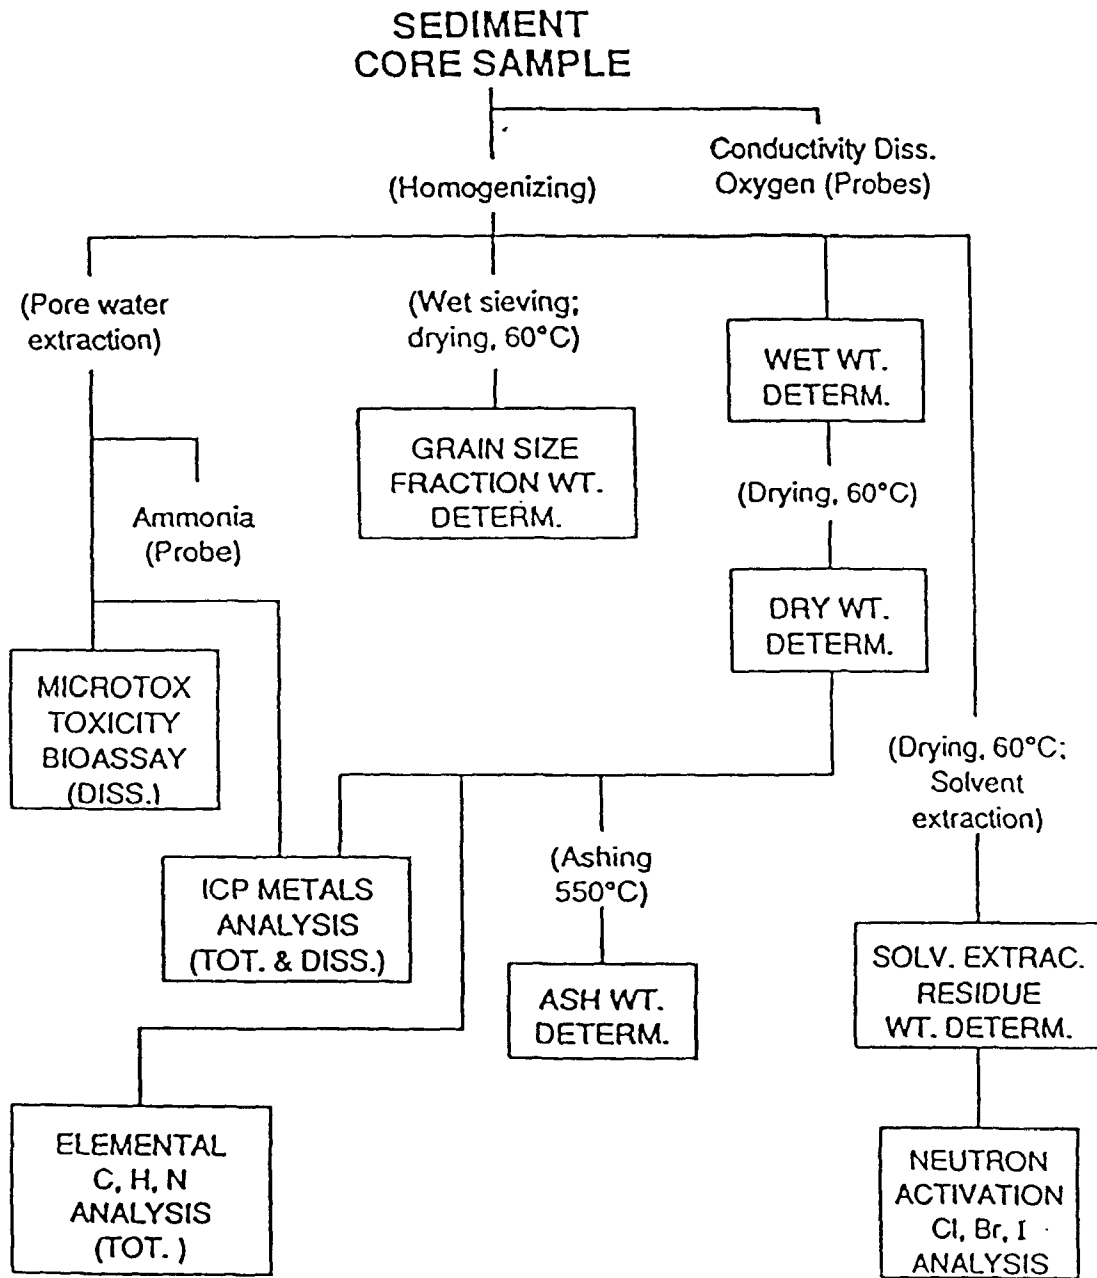 SEDIMENT
CORE SAMPLE
Conductivity Diss.
Oxygen (Probes)
(Homogenizing)
(Pore water
extraction)
(Wet sieving;
drying, 60°C)
WET WT.
DETERM.
GRAIN SIZE
FRACTION WT.
DETERM.
(Drying, 60°C)
Ammonia
(Probe)
DRY WT.
DETERM.
MICROTOX
TOXICITY
BIOASSAY
(DISS.)
(Drying, 60°C;
Solvent
extraction)
(Ashing
550°C)
ICP METALS
ANALYSIS
(TOT. & DISS.)
ASH WT.
DETERM.
SOLV. EXTRAC.
RESIDUE
WT. DETERM.
ELEMENTAL
C, H, N
ANALYSIS
(TOT. )
NEUTRON
ACTIVATION
Cl, Br, I
ANALYSIS